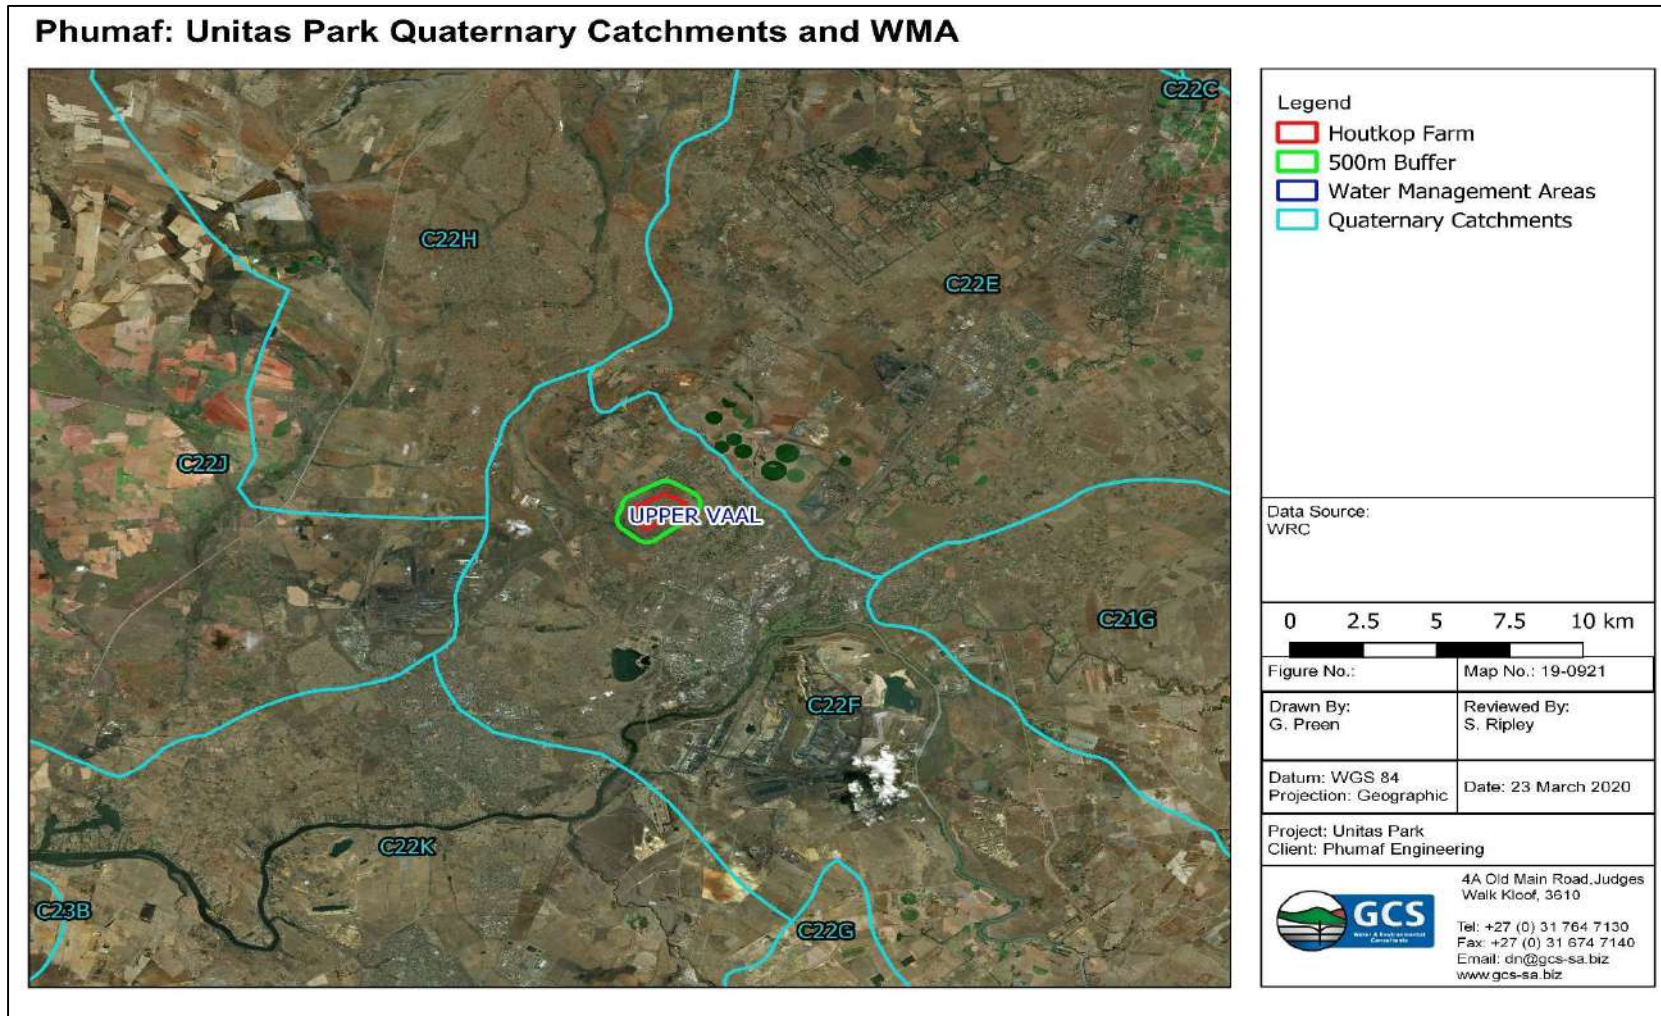 Phumaf: Unitas Park Quaternary Catchments and WMA
C22C
C22H
C22E
C22J
UPPER VAAL
C21G
C22F
C22K
C23B
C22G
Legend
Houtkop Farm
500m Buffer
Water Management Areas
Quaternary Catchments
Data Source:
WRC
0 2.5 5 7.5 10 km
Figure No.:
Map No.: 19-0921
Drawn By:
G. Preen
Reviewed By:
S. Ripley
Datum: WGS 84
Projection: Geographic
Date: 23 March 2020
Project: Unitas Park
Client: Phumaf Engineering
GCS
Water & Environmental
Consultants
4A Old Main Road,Judges
Walk Kloof, 3610
Tel: +27 (0) 31 764 7130
Fax: +27 (0) 31 674 7140
Email: dn@gcs-sa.biz
www.gcs-sa.biz